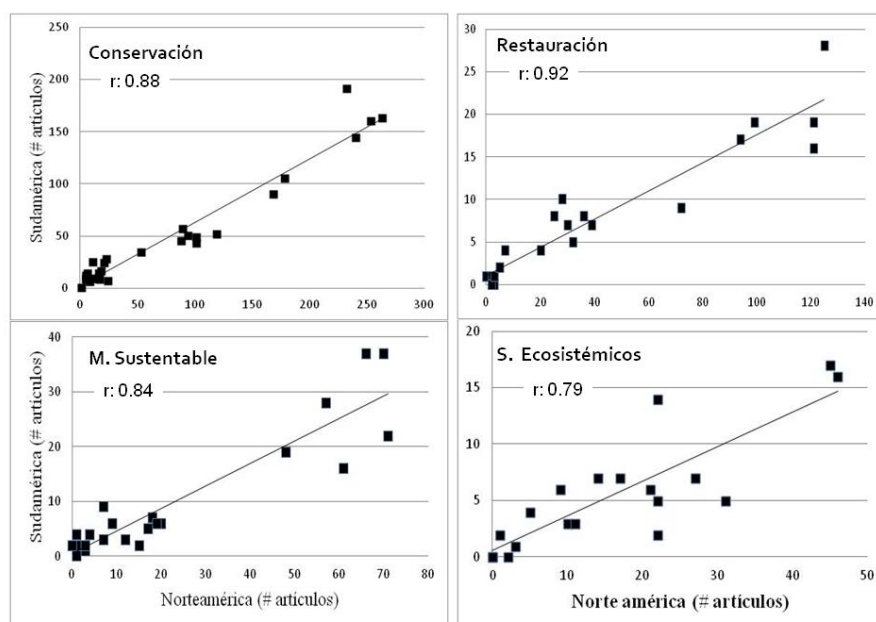 Conservación
r: 0.88
Sudamérica (# artículos)
250
200
150
100
50
0
0 50 100 150 200 250 300
Restauración
r: 0.92
30
25
20
15
10
5
0
0 20 40 60 80 100 120 140
M. Sustentable
r: 0.84
Sudamérica (# artículos)
40
30
20
10
0
0 10 20 30 40 50 60 70 80
Norteamérica (# artículos)
S. Ecosistémicos
r: 0.79
20
15
10
5
0
0 10 20 30 40 50
Norte américa (# artículos)